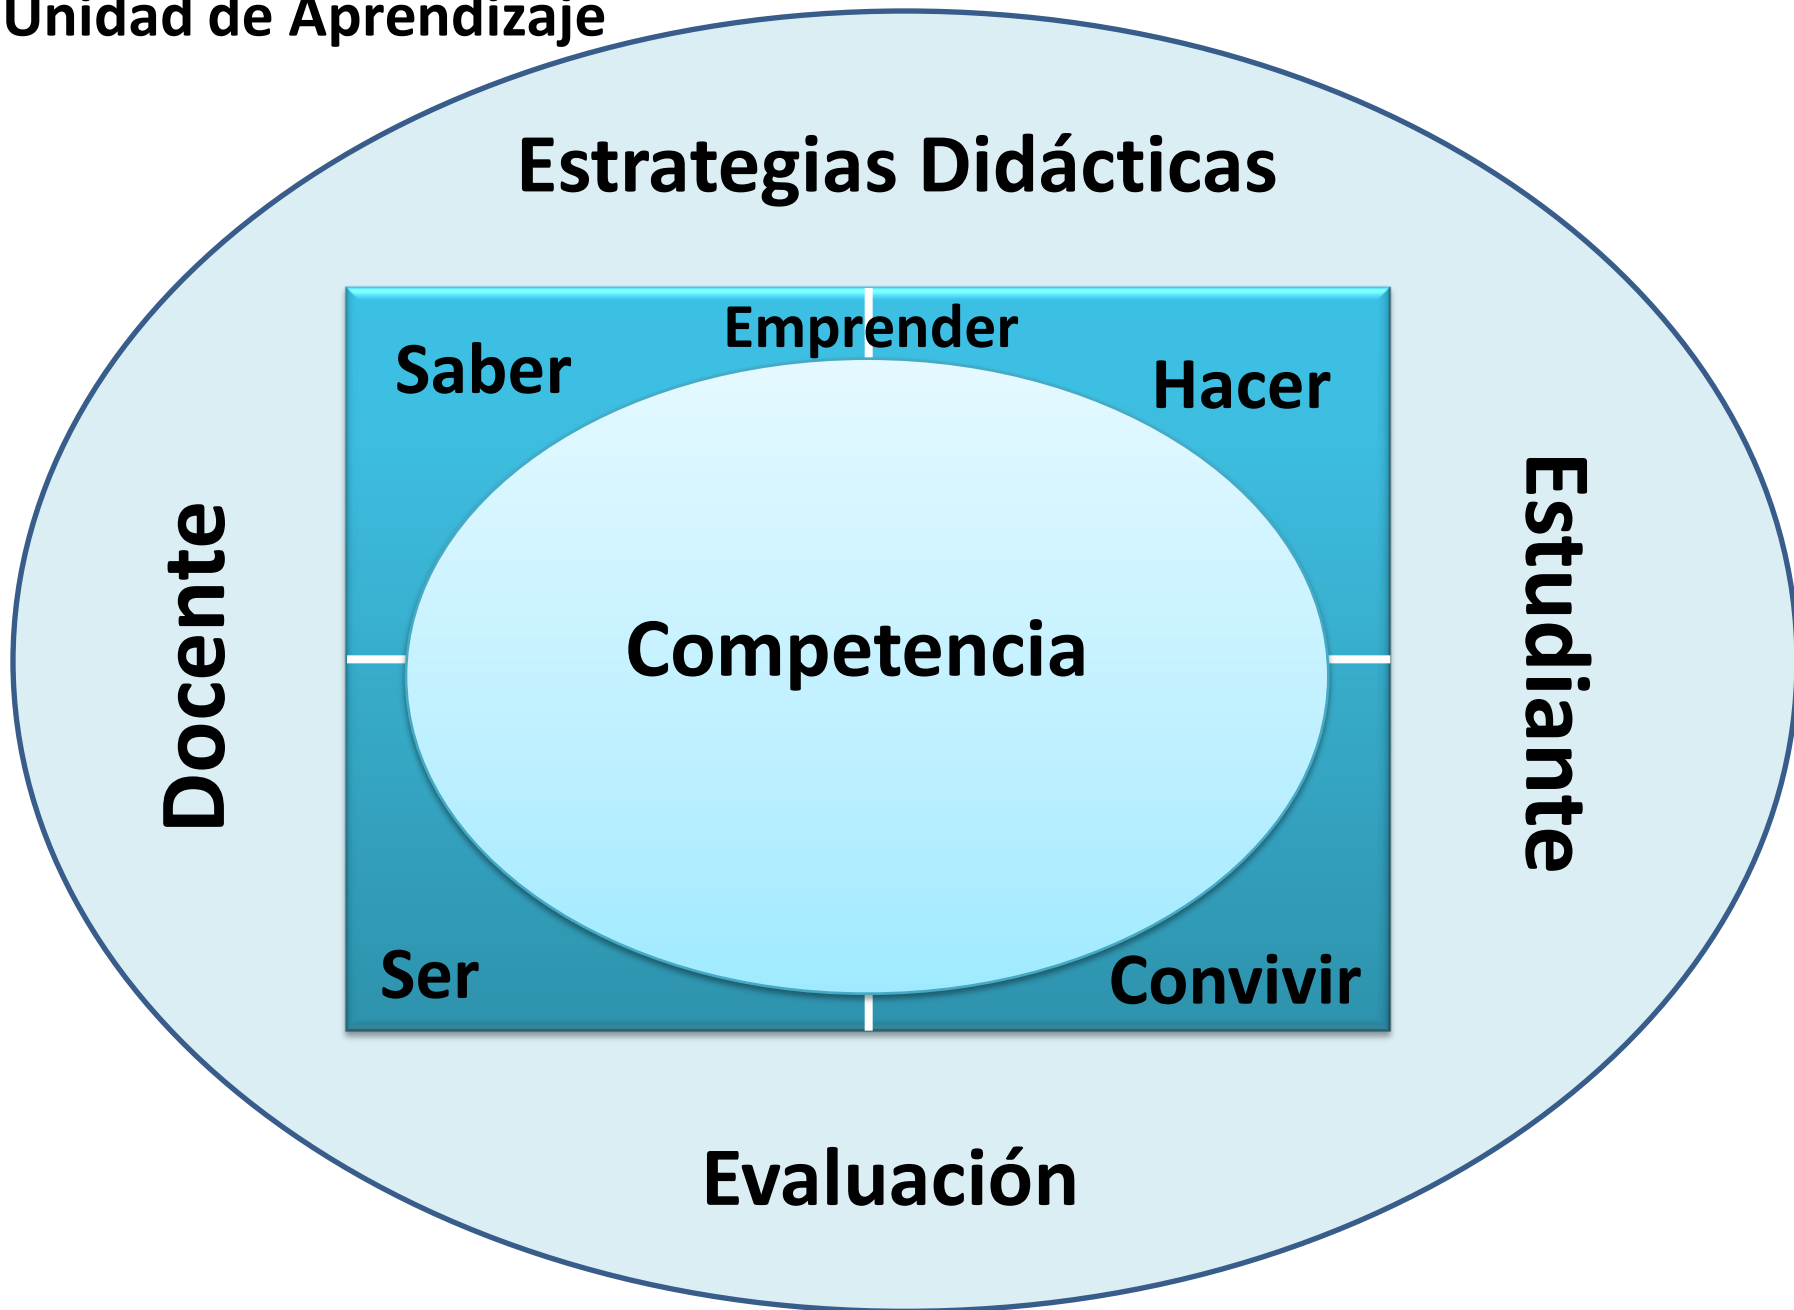 Unidad de Aprendizaje
Estrategias Didácticas
Emprender
Saber
Hacer
Docente
Competencia
Estudiante
Ser
Convivir
Evaluación